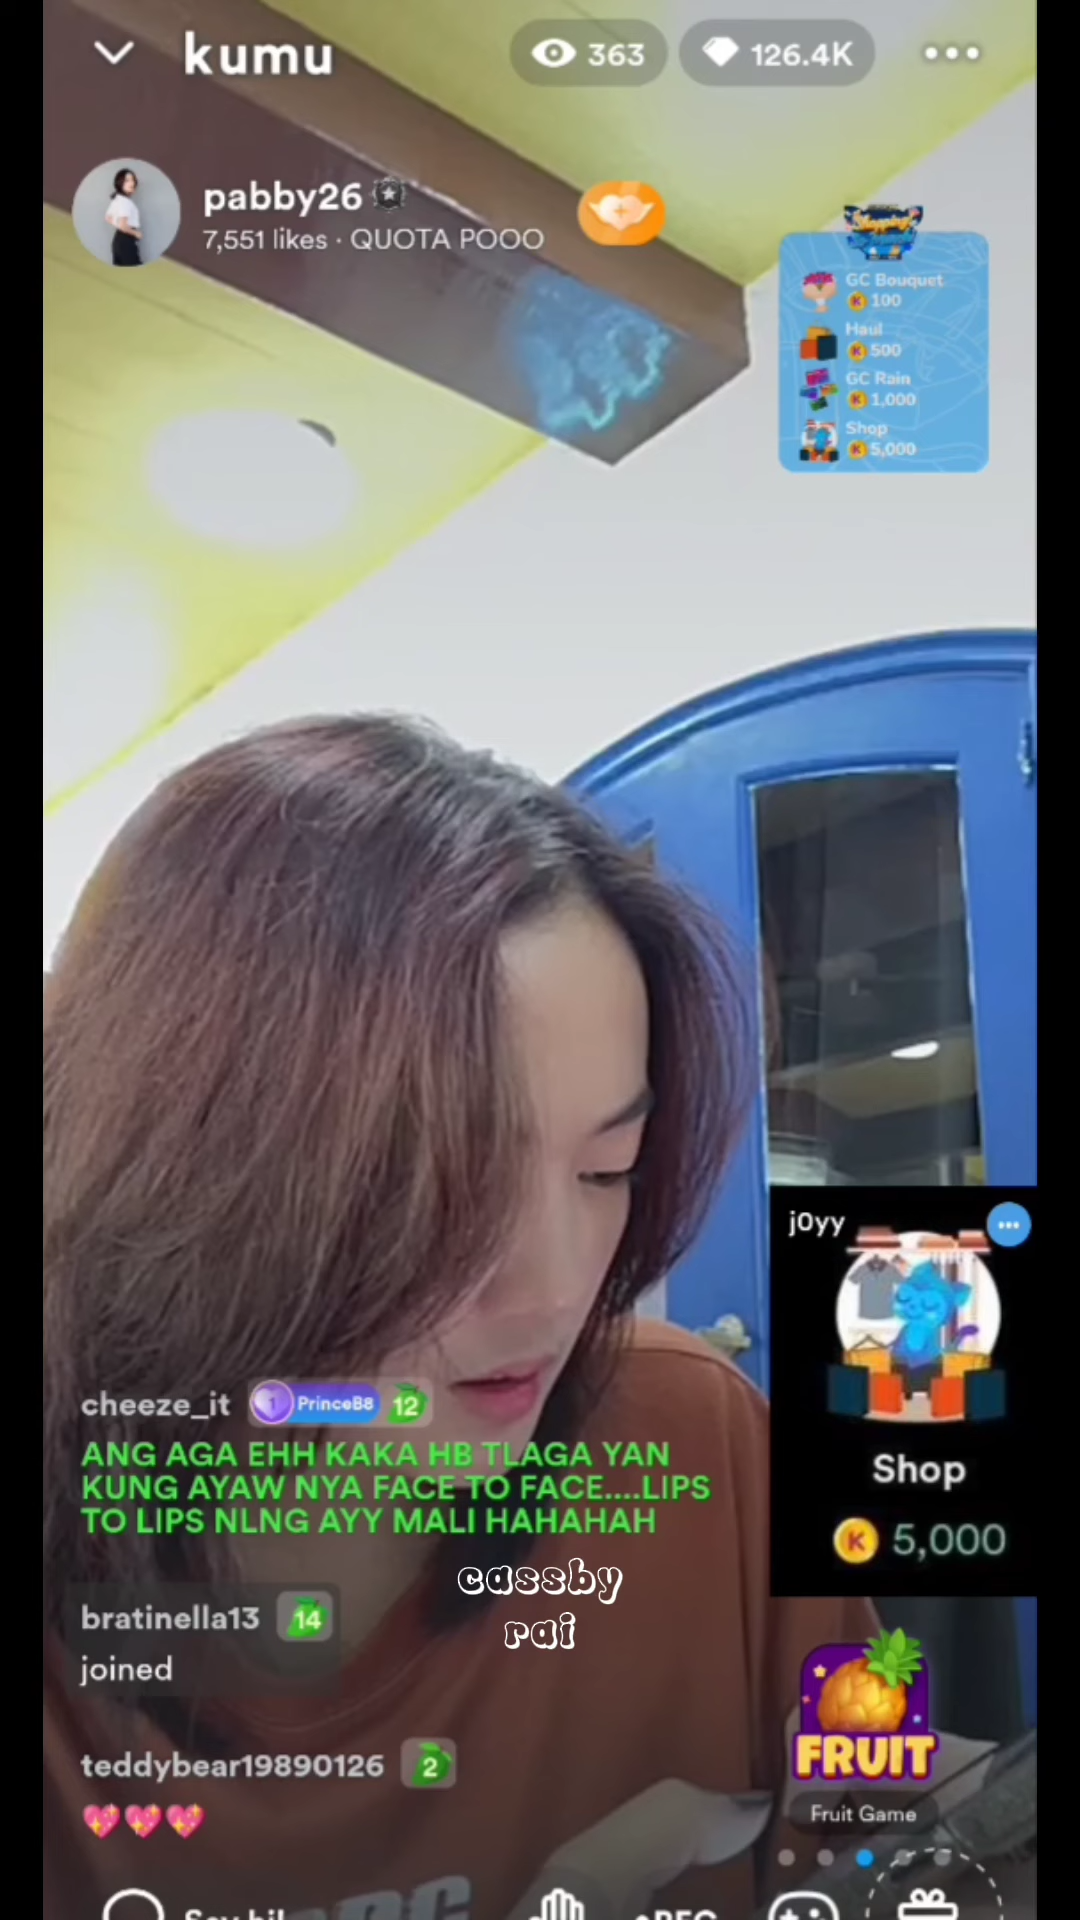 kumu
363
126.4K
pabby26
7,551 likes · QUOTA POOO
GC Bouquet
K 100
Haul
K 500
GC Rain
K 1,000
Shop
K 5,000
j0yy
Shop
K 5,000
cheeze_it 1 PrinceB8 12
ANG AGA EHH KAKA HB TLAGA YAN
KUNG AYAW NYA FACE TO FACE....LIPS
TO LIPS NLNG AYY MALI HAHAHAH
cassby
rai
bratinella13 14
joined
teddybear19890126 2
💖💖💖
FRUIT
Fruit Game
Say hi!